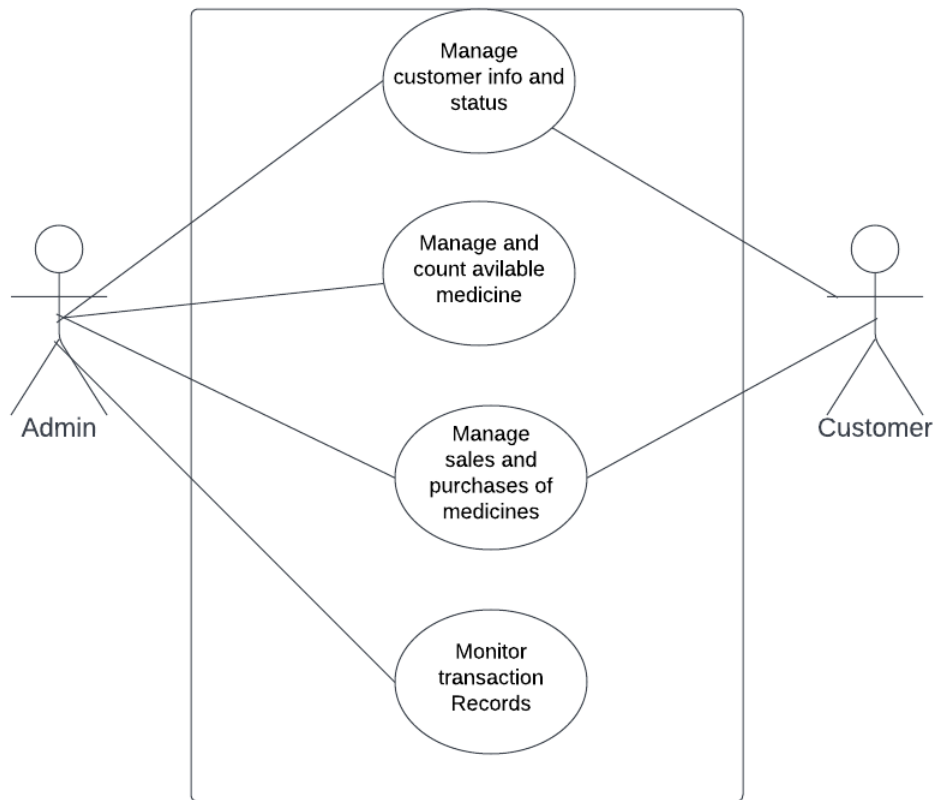 Manage
customer info and
status
Manage and
count avilable
medicine
Admin
Customer
Manage
sales and
purchases of
medicines
Monitor
transaction
Records